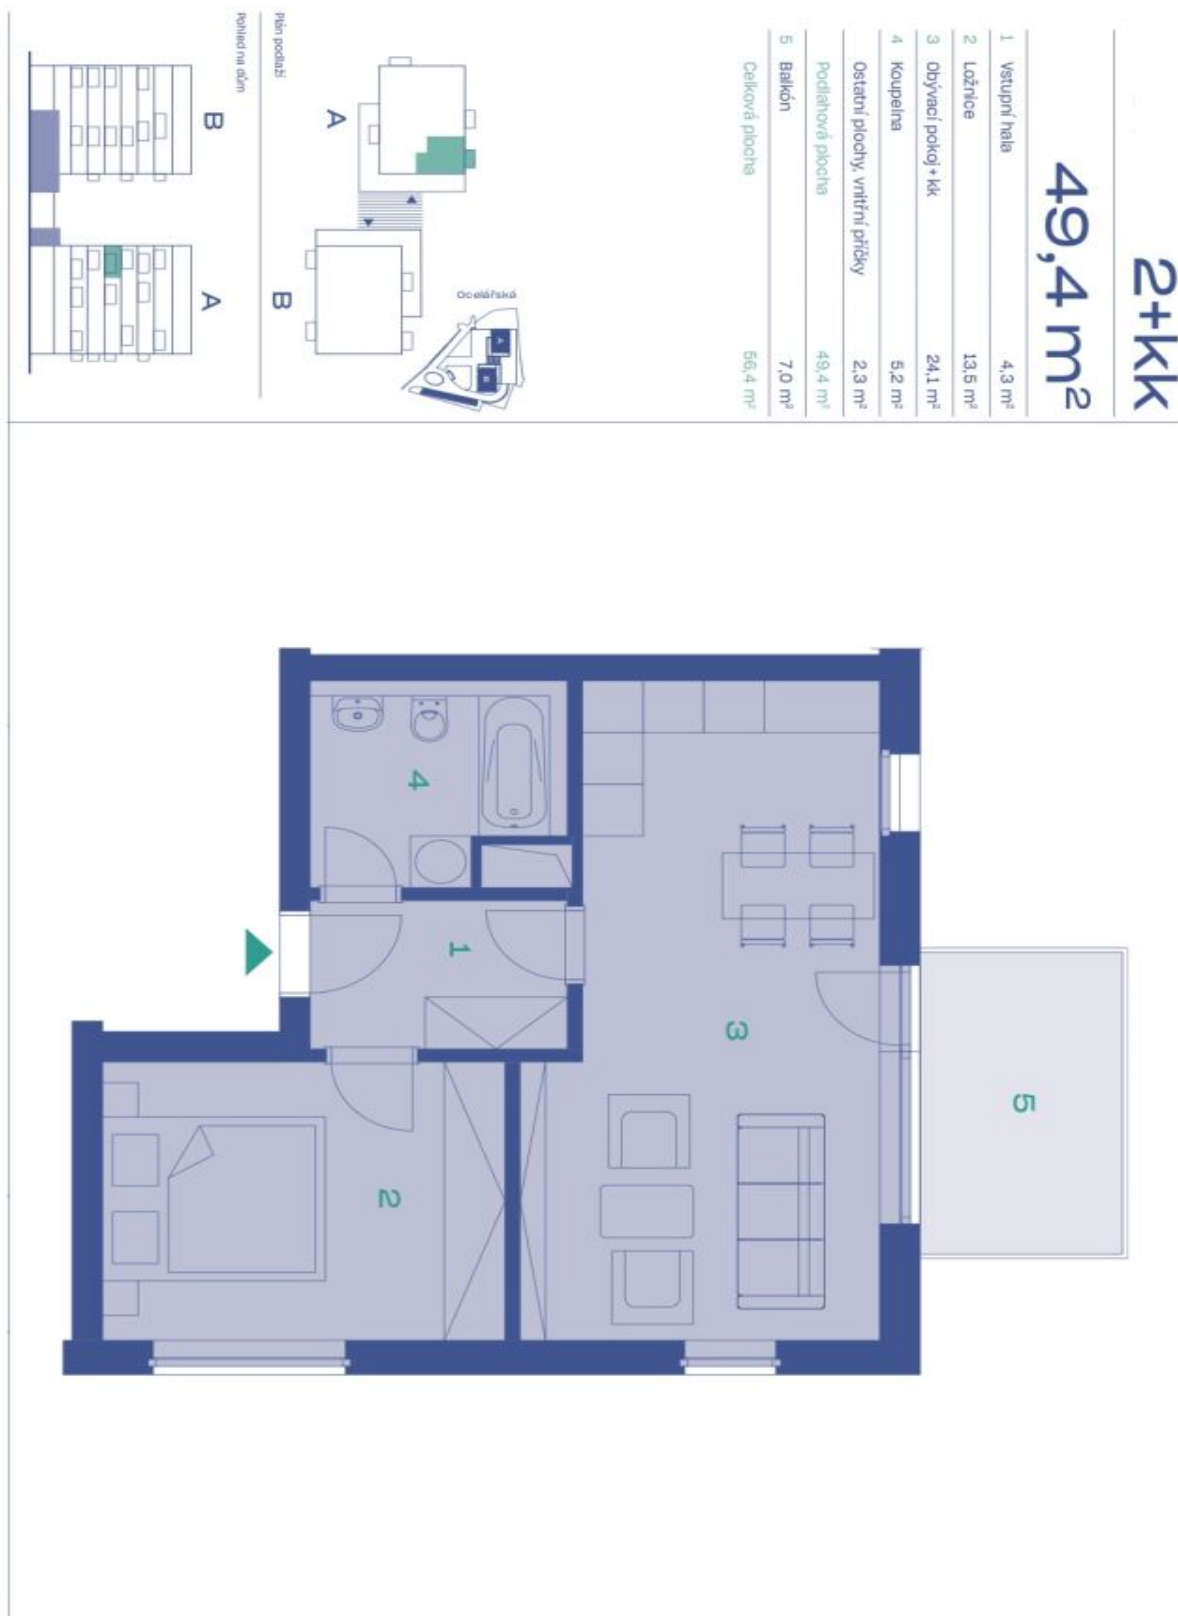 2+kk
49,4 m²
1 Vstupní hala 4,3 m²
2 Ložnice 13,5 m²
3 Obývací pokoj + kk 24,1 m²
4 Koupelna 5,2 m²
Ostatní plochy, vnitřní příčky 2,3 m²
Podlahová plocha 49,4 m²
5 Balkón 7,0 m²
Celková plocha 56,4 m²
Ocelářská
A
B
A
B
Plán podlaží
B
A
Pohled na dům
5
3
4
1
2